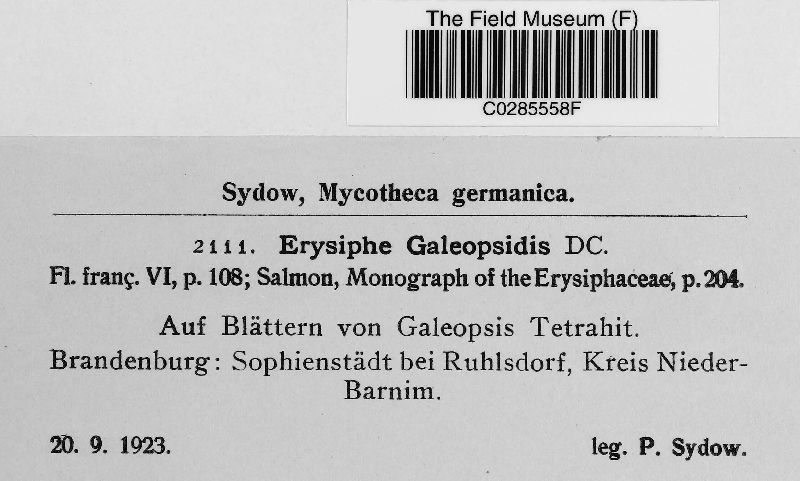 The Field Museum (F)
C0285558F
Sydow, Mycotheca germanica.
2111. Erysiphe Galeopsidis DC.
Fl. franç. VI, p. 108; Salmon, Monograph of the Erysiphaceae, p. 204.
Auf Blättern von Galeopsis Tetrahit.
Brandenburg: Sophienstädt bei Ruhlsdorf, Kreis Nieder-
Barnim.
20. 9. 1923. leg. P. Sydow.